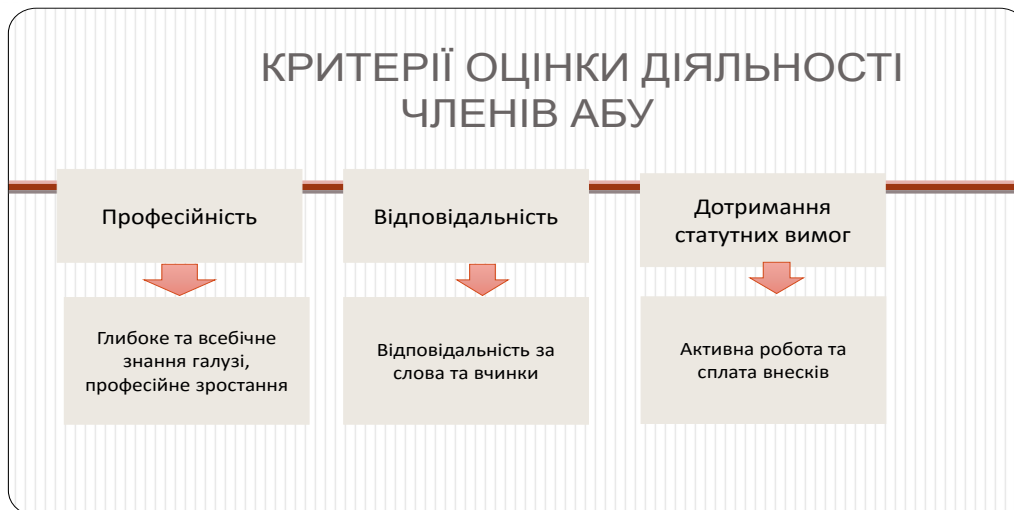 КРИТЕРІЇ ОЦІНКИ ДІЯЛЬНОСТІ
ЧЛЕНІВ АБУ
Професійність
Відповідальність
Дотримання
статутних вимог
Глибоке та всебічне
знання галузі,
професійне зростання
Відповідальність за
слова та вчинки
Активна робота та
сплата внесків